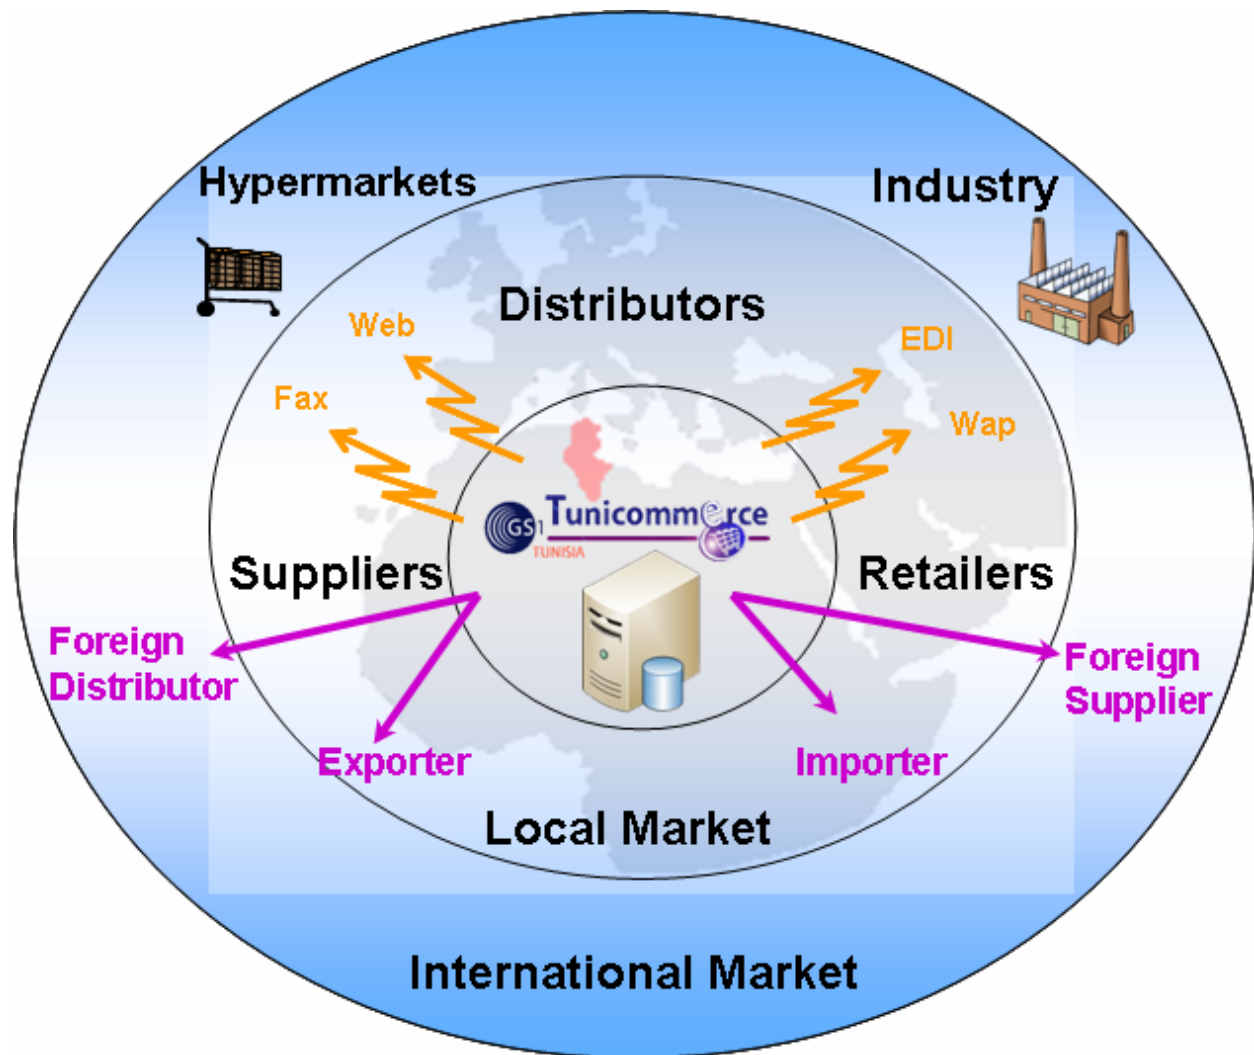 Hypermarkets
Industry
Distributors
Web
EDI
Fax
Wap
Tunicommerce
GS1
TUNISIA
Suppliers
Retailers
Foreign
Distributor
Foreign
Supplier
Exporter
Importer
Local Market
International Market